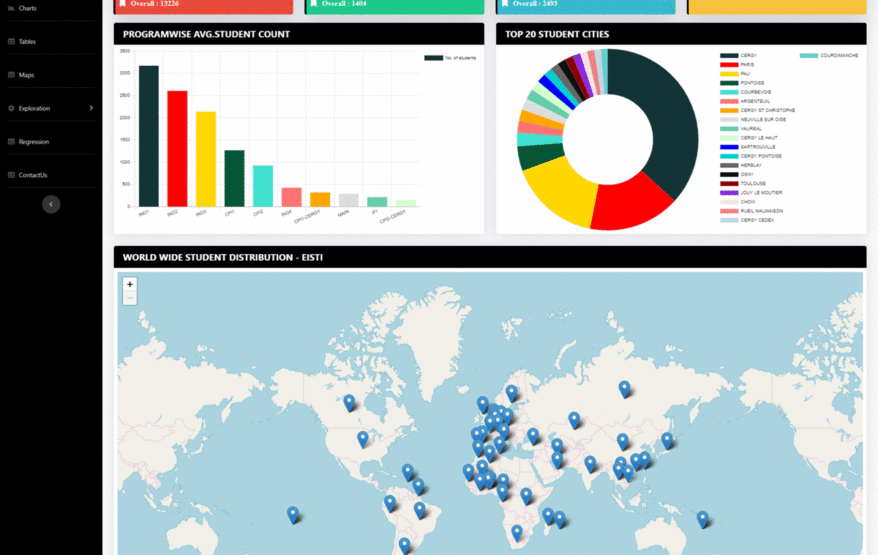 Overall : 13226
Overall : 1404
Overall : 2493
Charts
Tables
Maps
Exploration
Regression
ContactUs
PROGRAMWISE AVG.STUDENT COUNT
No. of students
3500
3000
2500
2000
1500
1000
500
0
ING1
ING2
ING3
CPI1
CPI2
ING4
CPI1-CERGY
MAIN
IFI
CPI2-CERGY
TOP 20 STUDENT CITIES
CERGY
PARIS
PAU
PONTOISE
COURBEVOIE
ARGENTEUIL
CERGY ST CHRISTOPHE
NEUVILLE SUR OISE
VAUREAL
CERGY LE HAUT
SARTROUVILLE
CERGY PONTOISE
HERBLAY
OSNY
TOULOUSE
JOUY LE MOUTIER
CHOIX
RUEIL MALMAISON
CERGY CEDEX
COURDIMANCHE
WORLD WIDE STUDENT DISTRIBUTION - EISTI
+
−